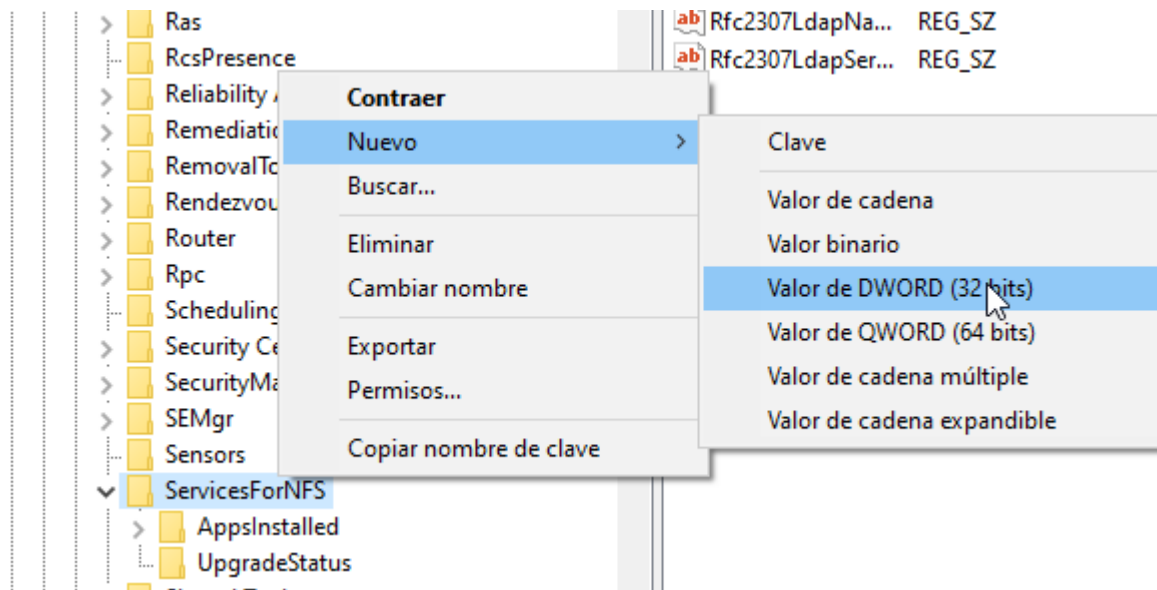 Ras
RcsPresence
Reliability
RemovalTo
Rendezvou
Router
Rpc
Scheduling
Security Ce
SecurityMa
SEMgr
Sensors
ServicesForNFS
AppsInstalled
UpgradeStatus
Contraer
Nuevo
Buscar...
Eliminar
Cambiar nombre
Exportar
Permisos...
Copiar nombre de clave
Clave
Valor de cadena
Valor binario
Valor de DWORD (32 bits)
Valor de QWORD (64 bits)
Valor de cadena múltiple
Valor de cadena expandible
ab Rfc2307LdapNa... REG_SZ
ab Rfc2307LdapSer... REG_SZ